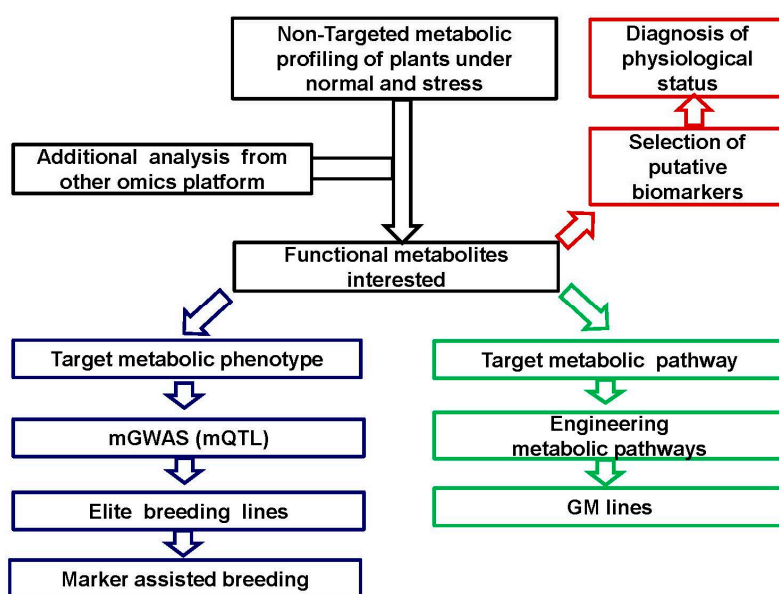 Non-Targeted metabolic
profiling of plants under
normal and stress
Diagnosis of
physiological
status
Additional analysis from
other omics platform
Selection of
putative
biomarkers
Functional metabolites
interested
Target metabolic phenotype
mGWAS (mQTL)
Elite breeding lines
Marker assisted breeding
Target metabolic pathway
Engineering
metabolic pathways
GM lines